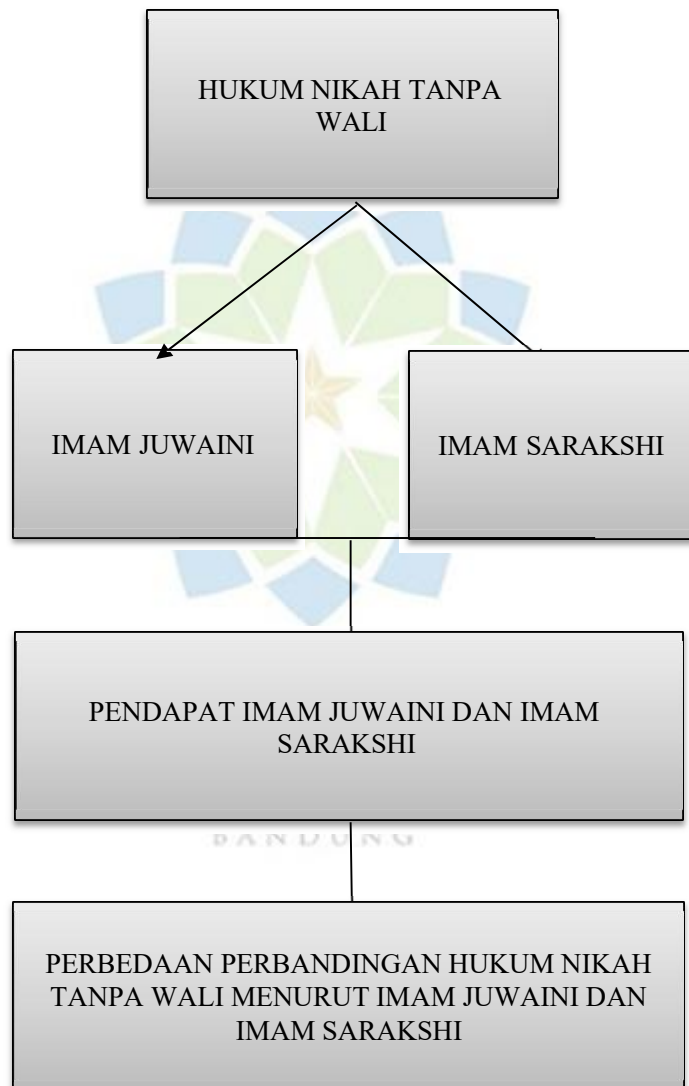 HUKUM NIKAH TANPA
WALI
IMAM JUWAINI
IMAM SARAKSHI
PENDAPAT IMAM JUWAINI DAN IMAM
SARAKSHI
BANDUNG
PERBEDAAN PERBANDINGAN HUKUM NIKAH
TANPA WALI MENURUT IMAM JUWAINI DAN
IMAM SARAKSHI